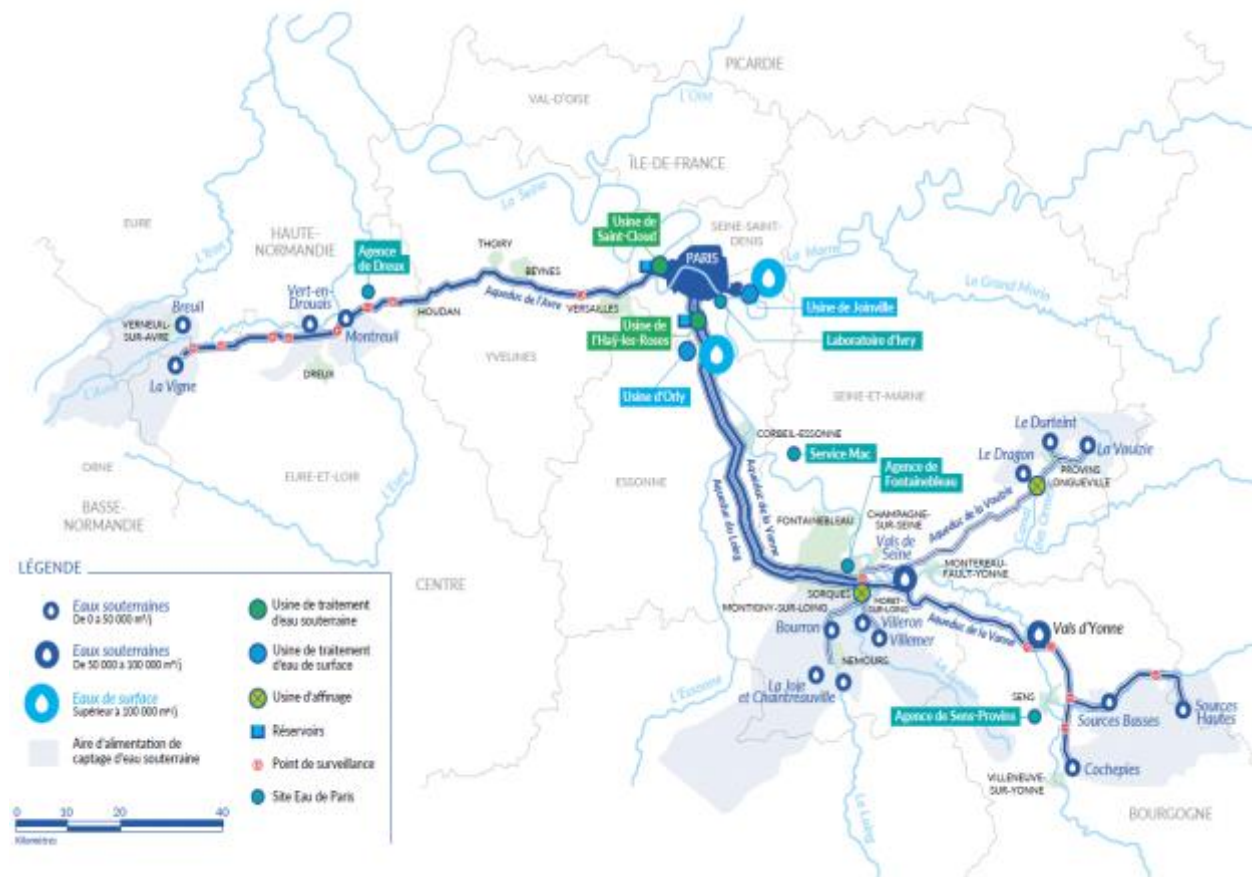 PICARDIE
VAL-D'OISE
L'Oise
ÎLE-DE-FRANCE
La Seine
EURE
L'Eure
HAUTE-
NORMANDIE
Usine de
Saint-Cloud
SEINE-SAINT-
DENIS
PARIS
La Marne
Le Grand Morin
Agence
de Dreux
THOIRY
BEYNES
Aqueduc de l'Avre
VERSAILLES
Usine de Joinville
Breuil
Vert-en-
Drouais
VERNEUIL-
SUR-AVRE
Montreuil
HOUDAN
Usine de
l'Haÿ-les-Roses
Laboratoire d'Ivry
YVELINES
La Vigne
DREUX
Usine d'Orly
SEINE-ET-MARNE
CORBEIL-ESSONNE
Service Mac
Le Durteint
La Vouizie
Le Dragon
PROVINS
ORNE
EURE-ET-LOIR
L'Eure
ESSONNE
Agence de
Fontainebleau
BASSE-
NORMANDIE
Aqueduc de la Vanne
Aqueduc du Loing
FONTAINEBLEAU
CHAMPAGNE-
SUR-SEINE
Aqueduc de la Voulzie
Vals de
Seine
MONTEREAU-
FAULT-YONNE
CENTRE
SORQUES
MONTIGNY-SUR-LOING
MORET-
SUR-LOING
Bourron
Villeron
Villemer
Aqueduc de la Vanne
Vals d'Yonne
NEMOURS
La Joie
et Chaintreauville
L'Essonne
SENS
Agence de Sens-Provins
Sources Basses
Sources
Hautes
Cochepies
VILLENEUVE-
SUR-YONNE
Le Loing
BOURGOGNE
LÉGENDE
Eaux souterraines
De 0 à 50 000 m³/j
Eaux souterraines
De 50 000 à 100 000 m³/j
Eaux de surface
Supérieur à 100 000 m³/j
Aire d'alimentation de
captage d'eau souterraine
Usine de traitement
d'eau souterraine
Usine de traitement
d'eau de surface
Usine d'affinage
Réservoirs
Point de surveillance
Site Eau de Paris
0 10 20 40
Kilomètres